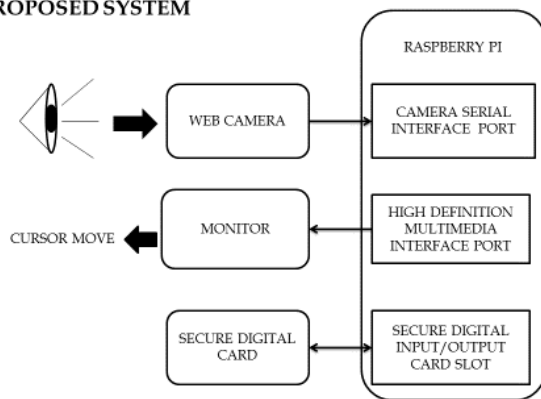 ROPOSED SYSTEM
RASPBERRY PI
WEB CAMERA
CAMERA SERIAL
INTERFACE PORT
CURSOR MOVE
MONITOR
HIGH DEFINITION
MULTIMEDIA
INTERFACE PORT
SECURE DIGITAL
CARD
SECURE DIGITAL
INPUT/OUTPUT
CARD SLOT